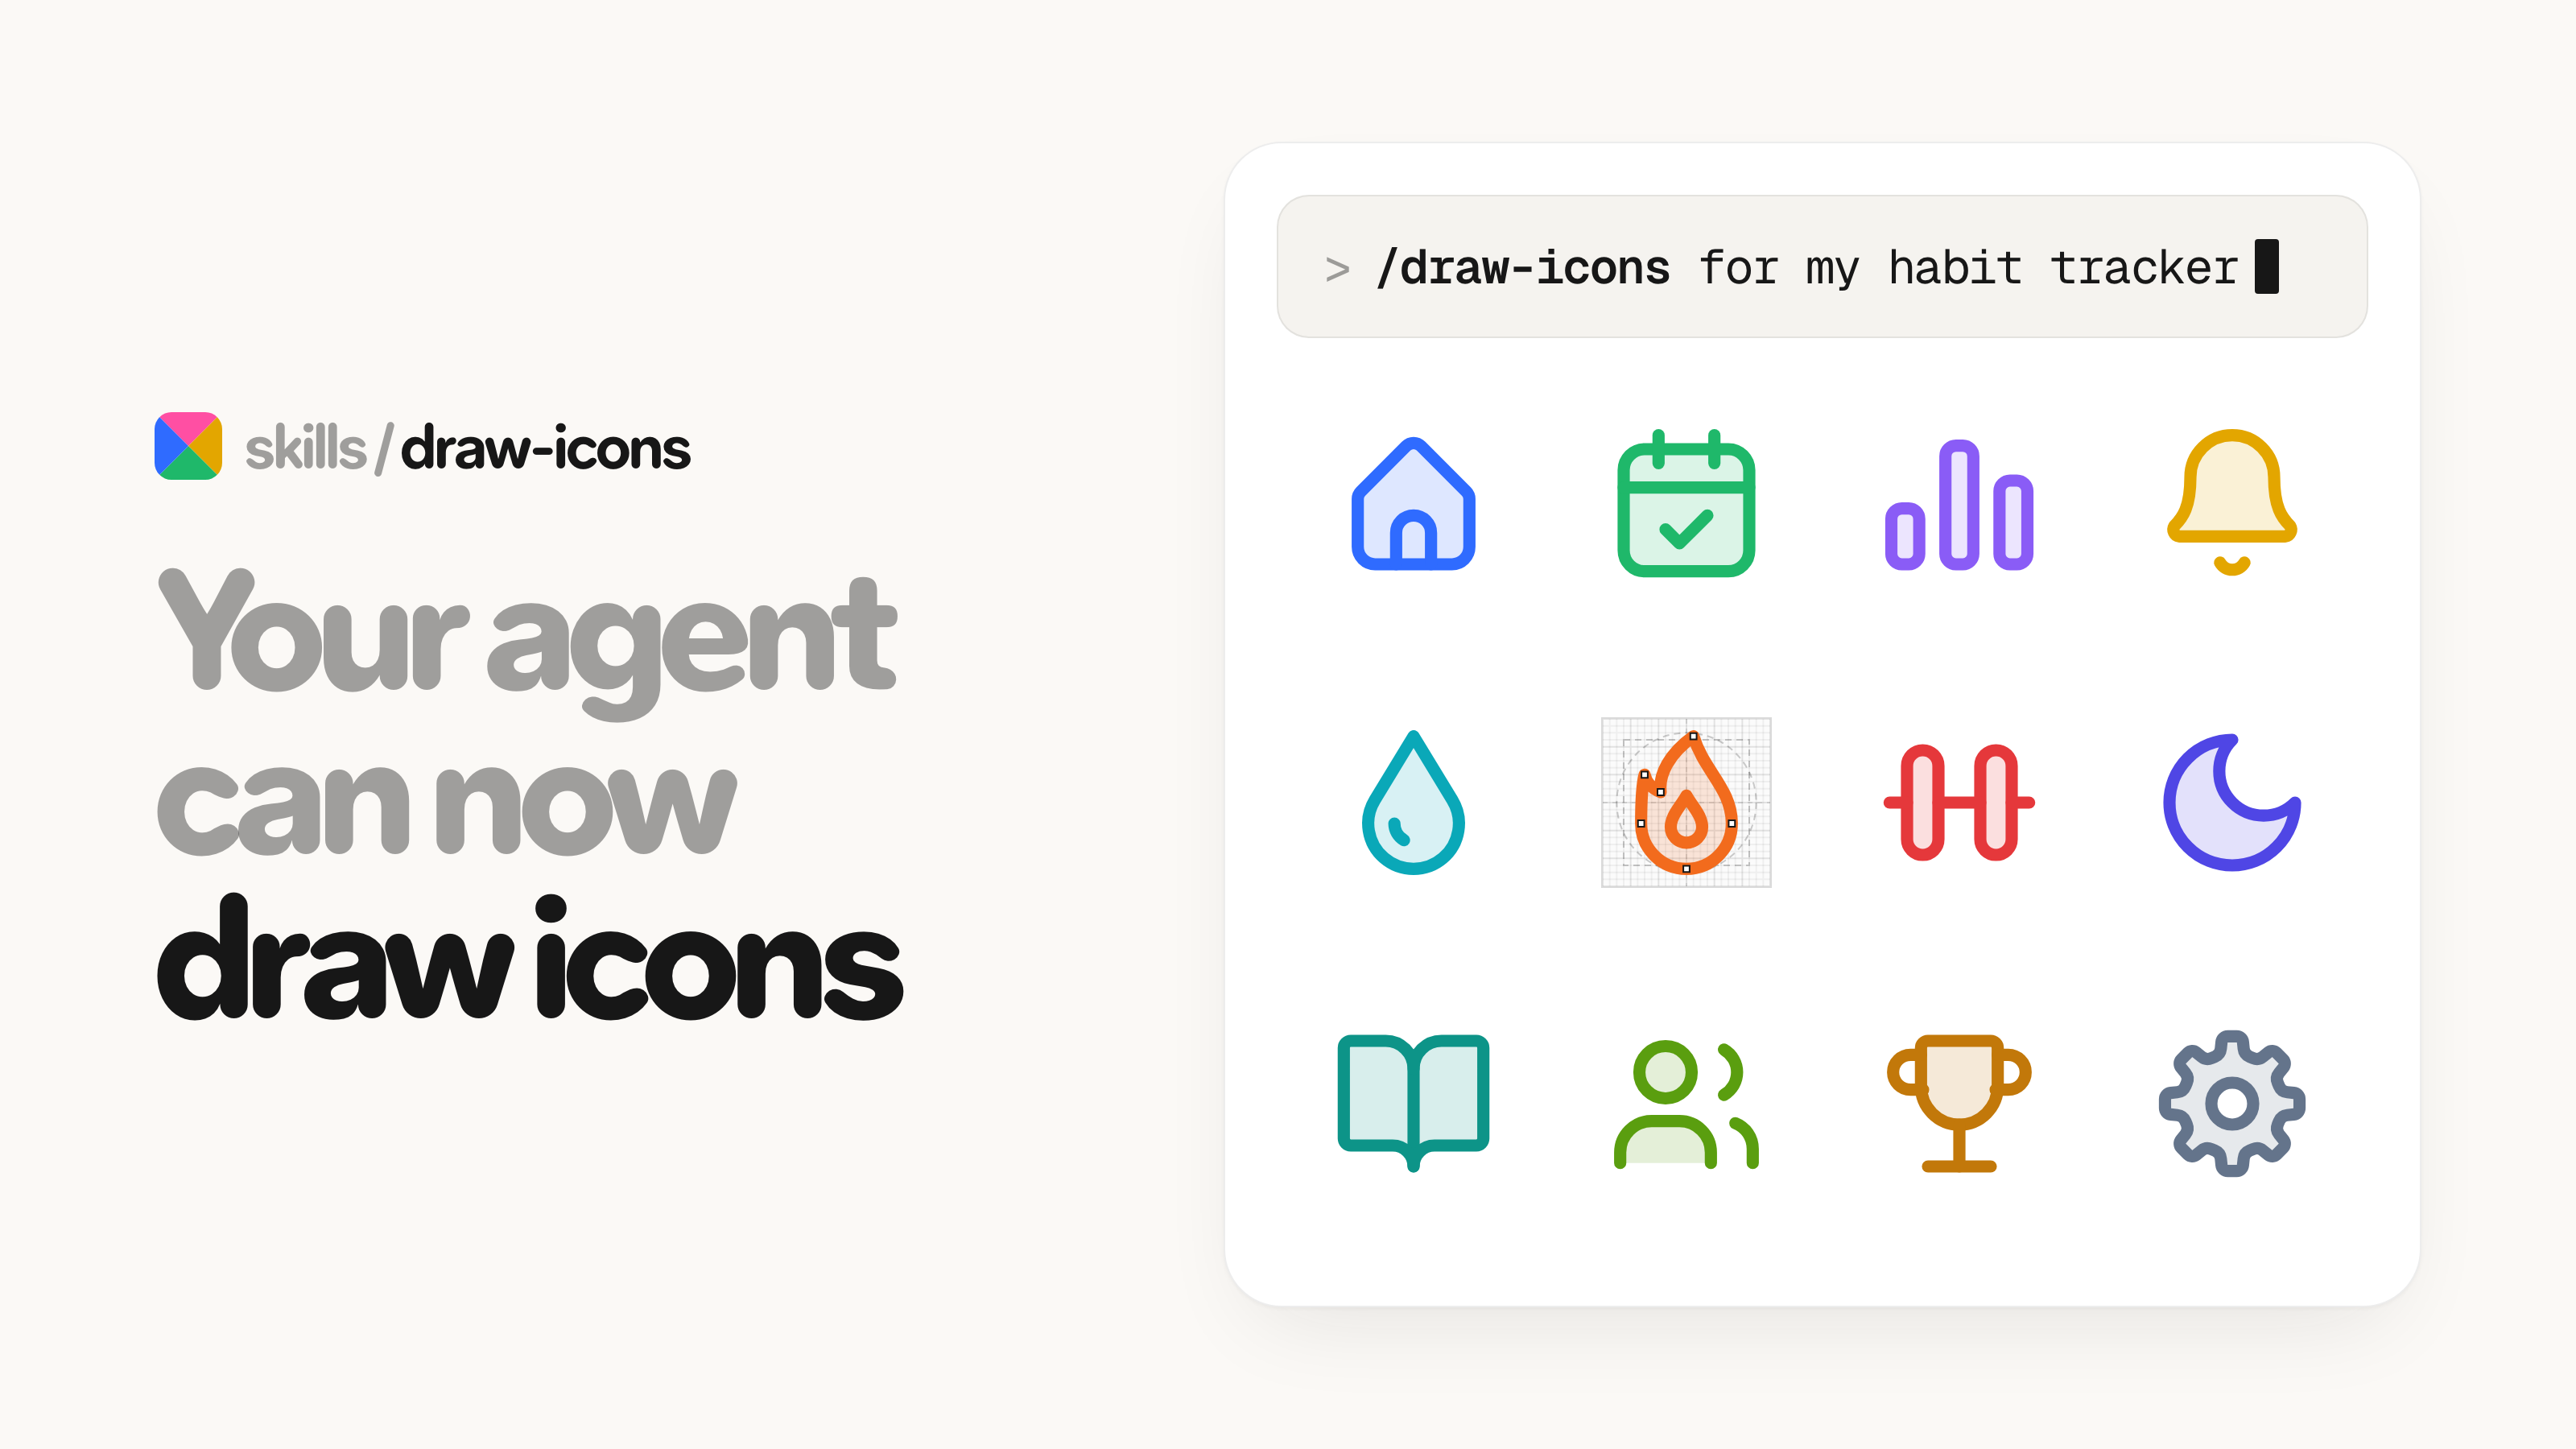 skills/draw-icons
Your agent
can now
draw icons
> /draw-icons for my habit tracker